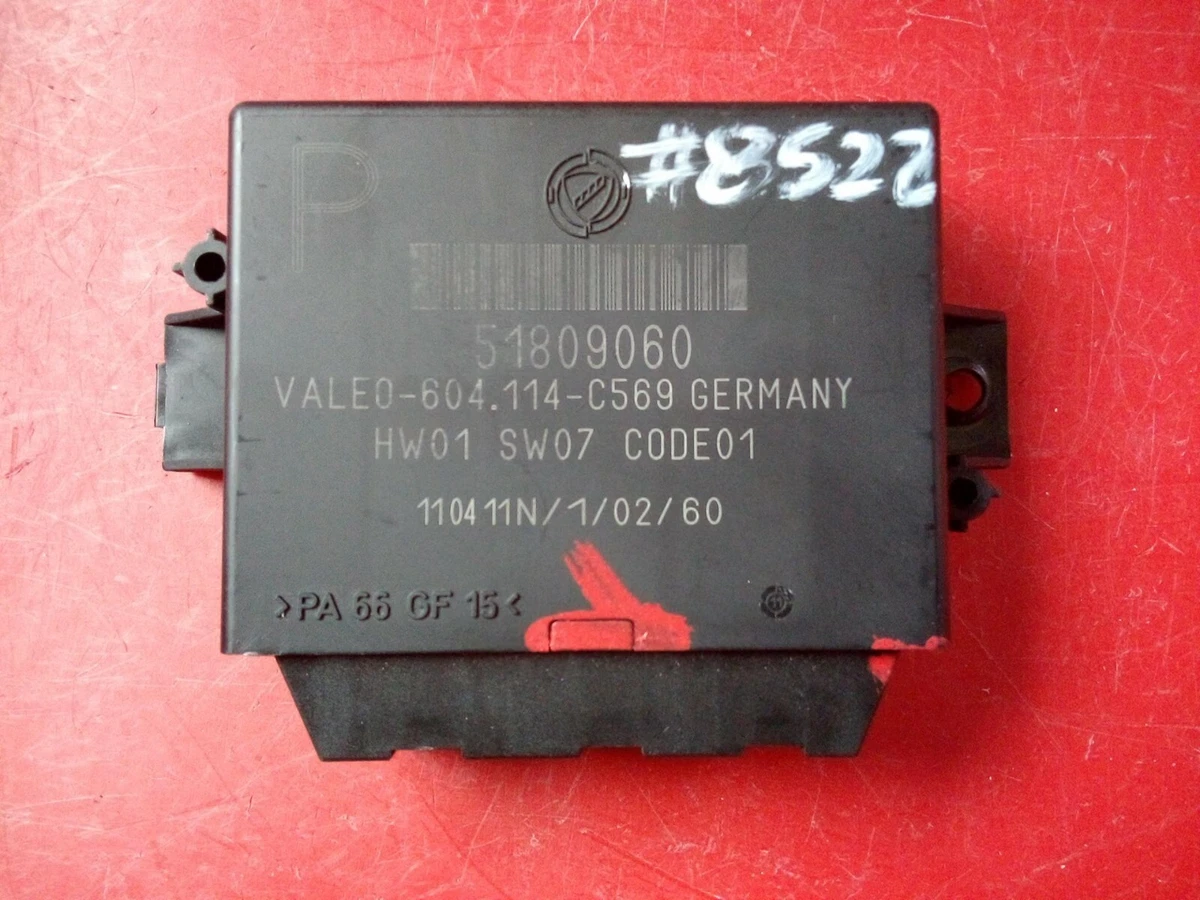 P
#8522
51809060
VALEO-604.114-C569 GERMANY
HW01 SW07 CODE01
110411N/1/02/60
>PA 66 GF 15<